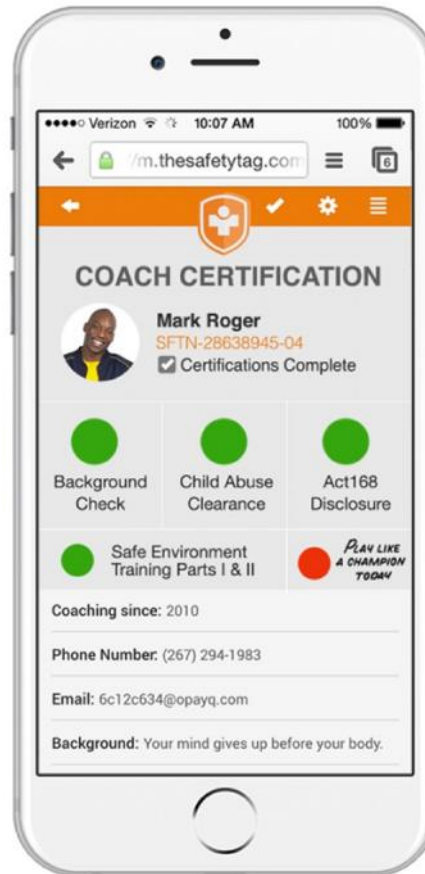 ●●●●○ Verizon 10:07 AM 100%
/m.thesafetytag.com 6
COACH CERTIFICATION
Mark Roger
SFTN-28638945-04
Certifications Complete
Background
Check
Child Abuse
Clearance
Act168
Disclosure
Safe Environment
Training Parts I & II
PLAY LIKE
A CHAMPION
TODAY
Coaching since: 2010
Phone Number: (267) 294-1983
Email: 6c12c634@opayq.com
Background: Your mind gives up before your body.